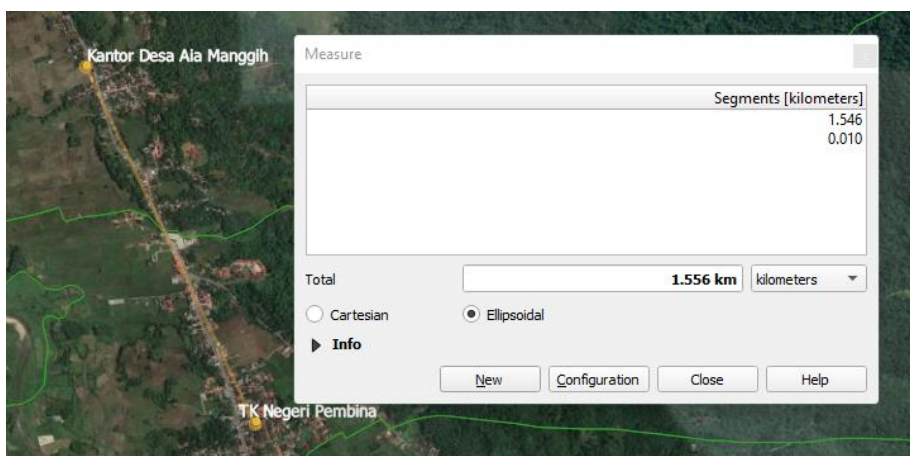 Kantor Desa Aia Manggih
Measure
Segments [kilometers]
1.546
0.010
Total
1.556 km
kilometers
Cartesian
Ellipsoidal
Info
New
Configuration
Close
Help
TK Negeri Pembina